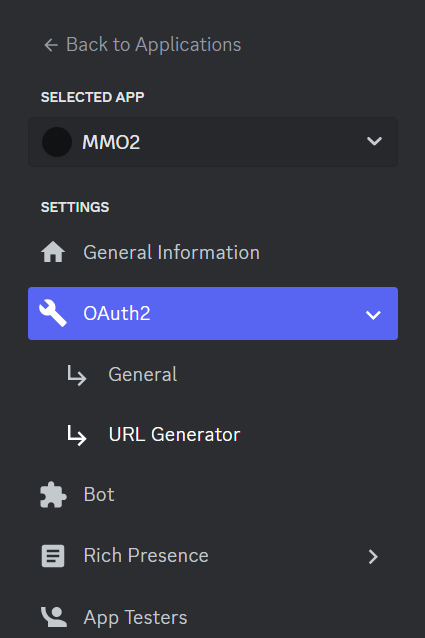 Back to Applications
SELECTED APP
MMO2
SETTINGS
General Information
OAuth2
General
URL Generator
Bot
Rich Presence
App Testers